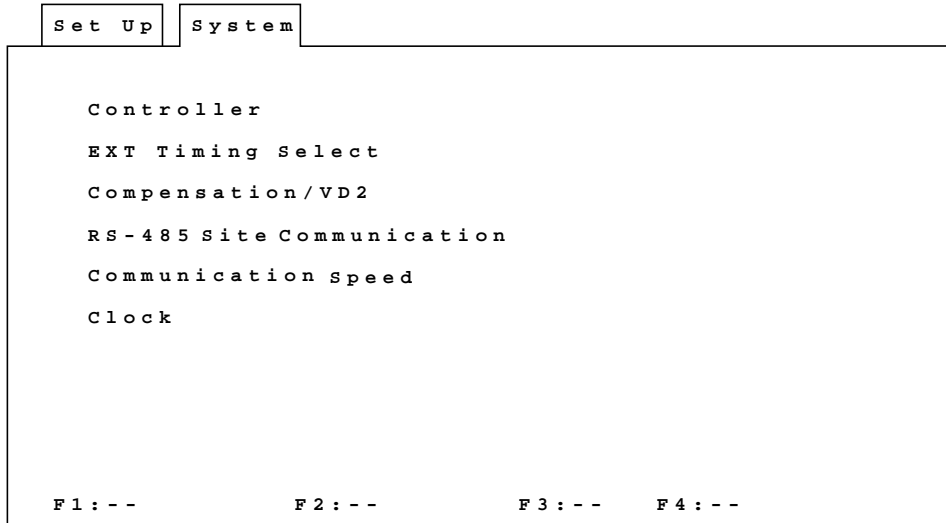 Set Up System
Controller
EXT Timing Select
Compensation/VD2
RS-485 Site Communication
Communication Speed
Clock
F1:-- F2:-- F3:-- F4:--